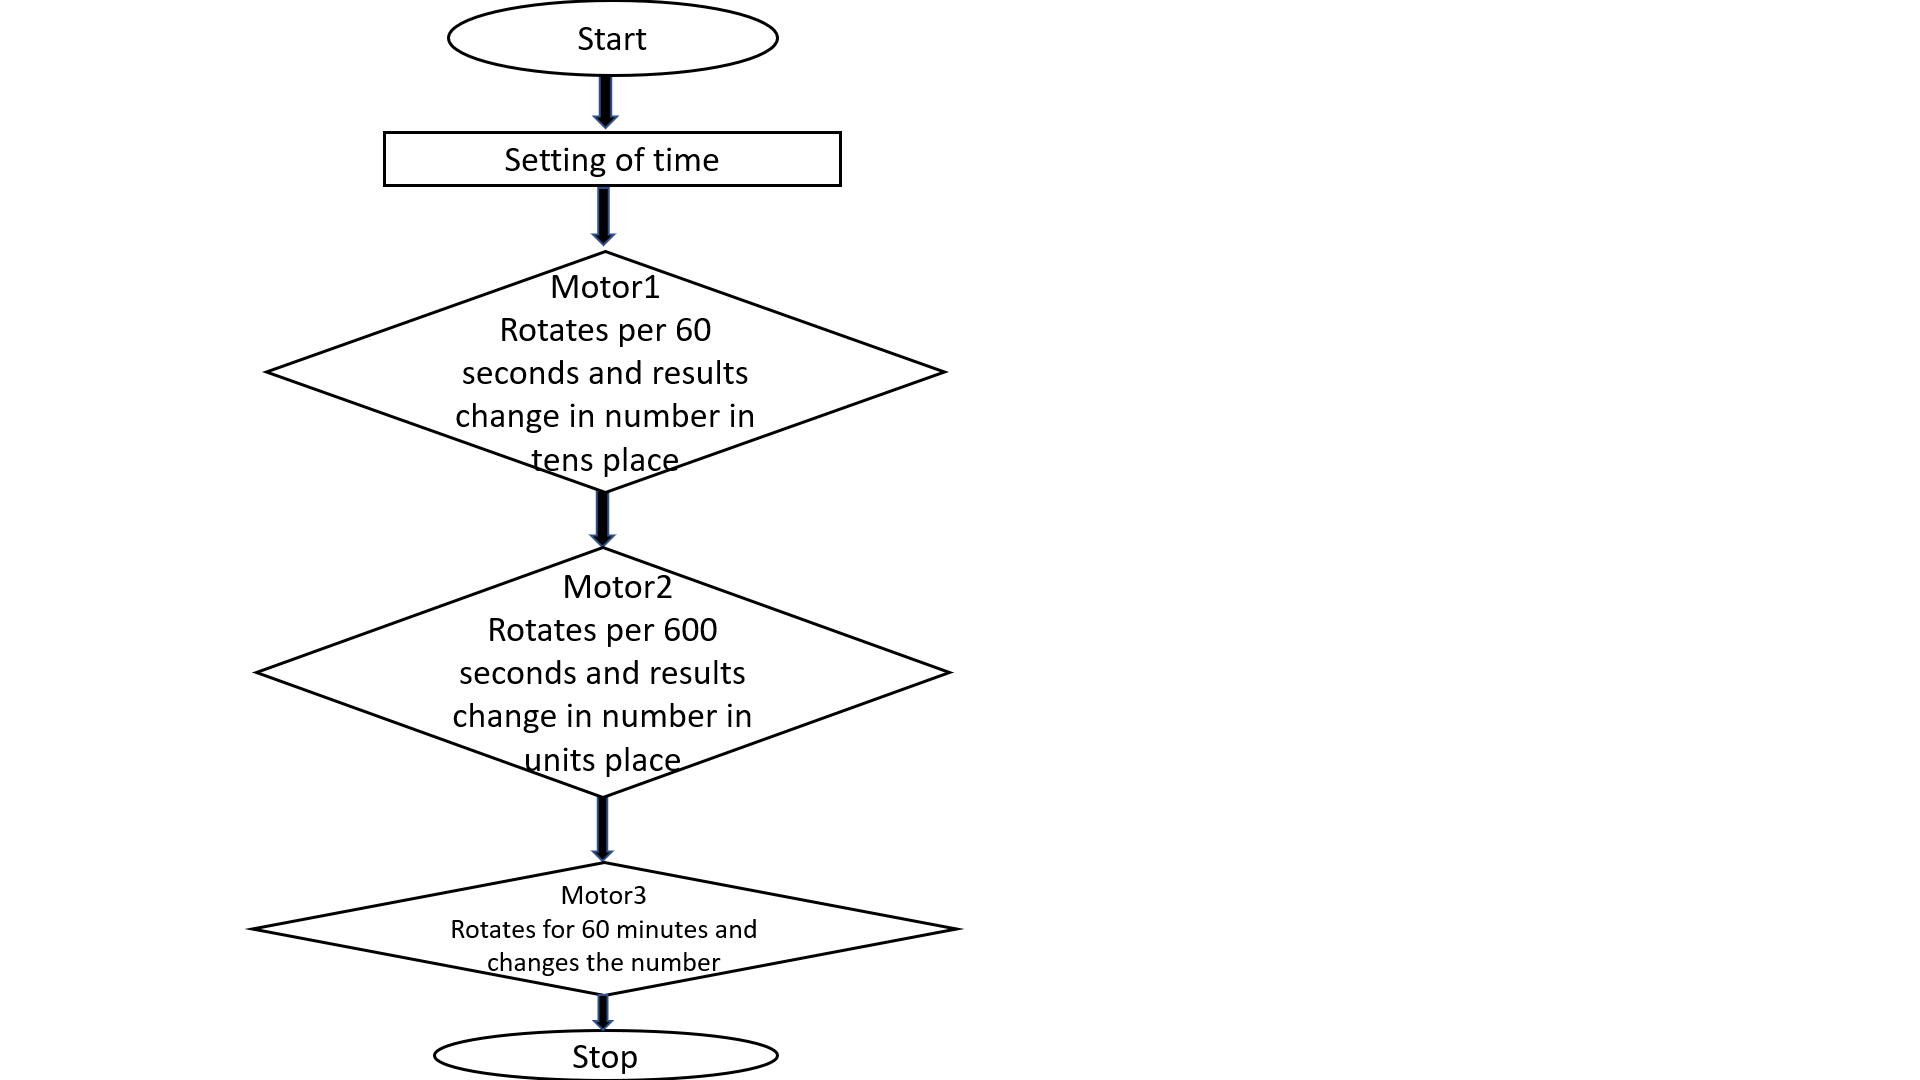 Start
Setting of time
Motor1
Rotates per 60
seconds and results
change in number in
tens place
Motor2
Rotates per 600
seconds and results
change in number in
units place
Motor3
Rotates for 60 minutes and
changes the number
Stop